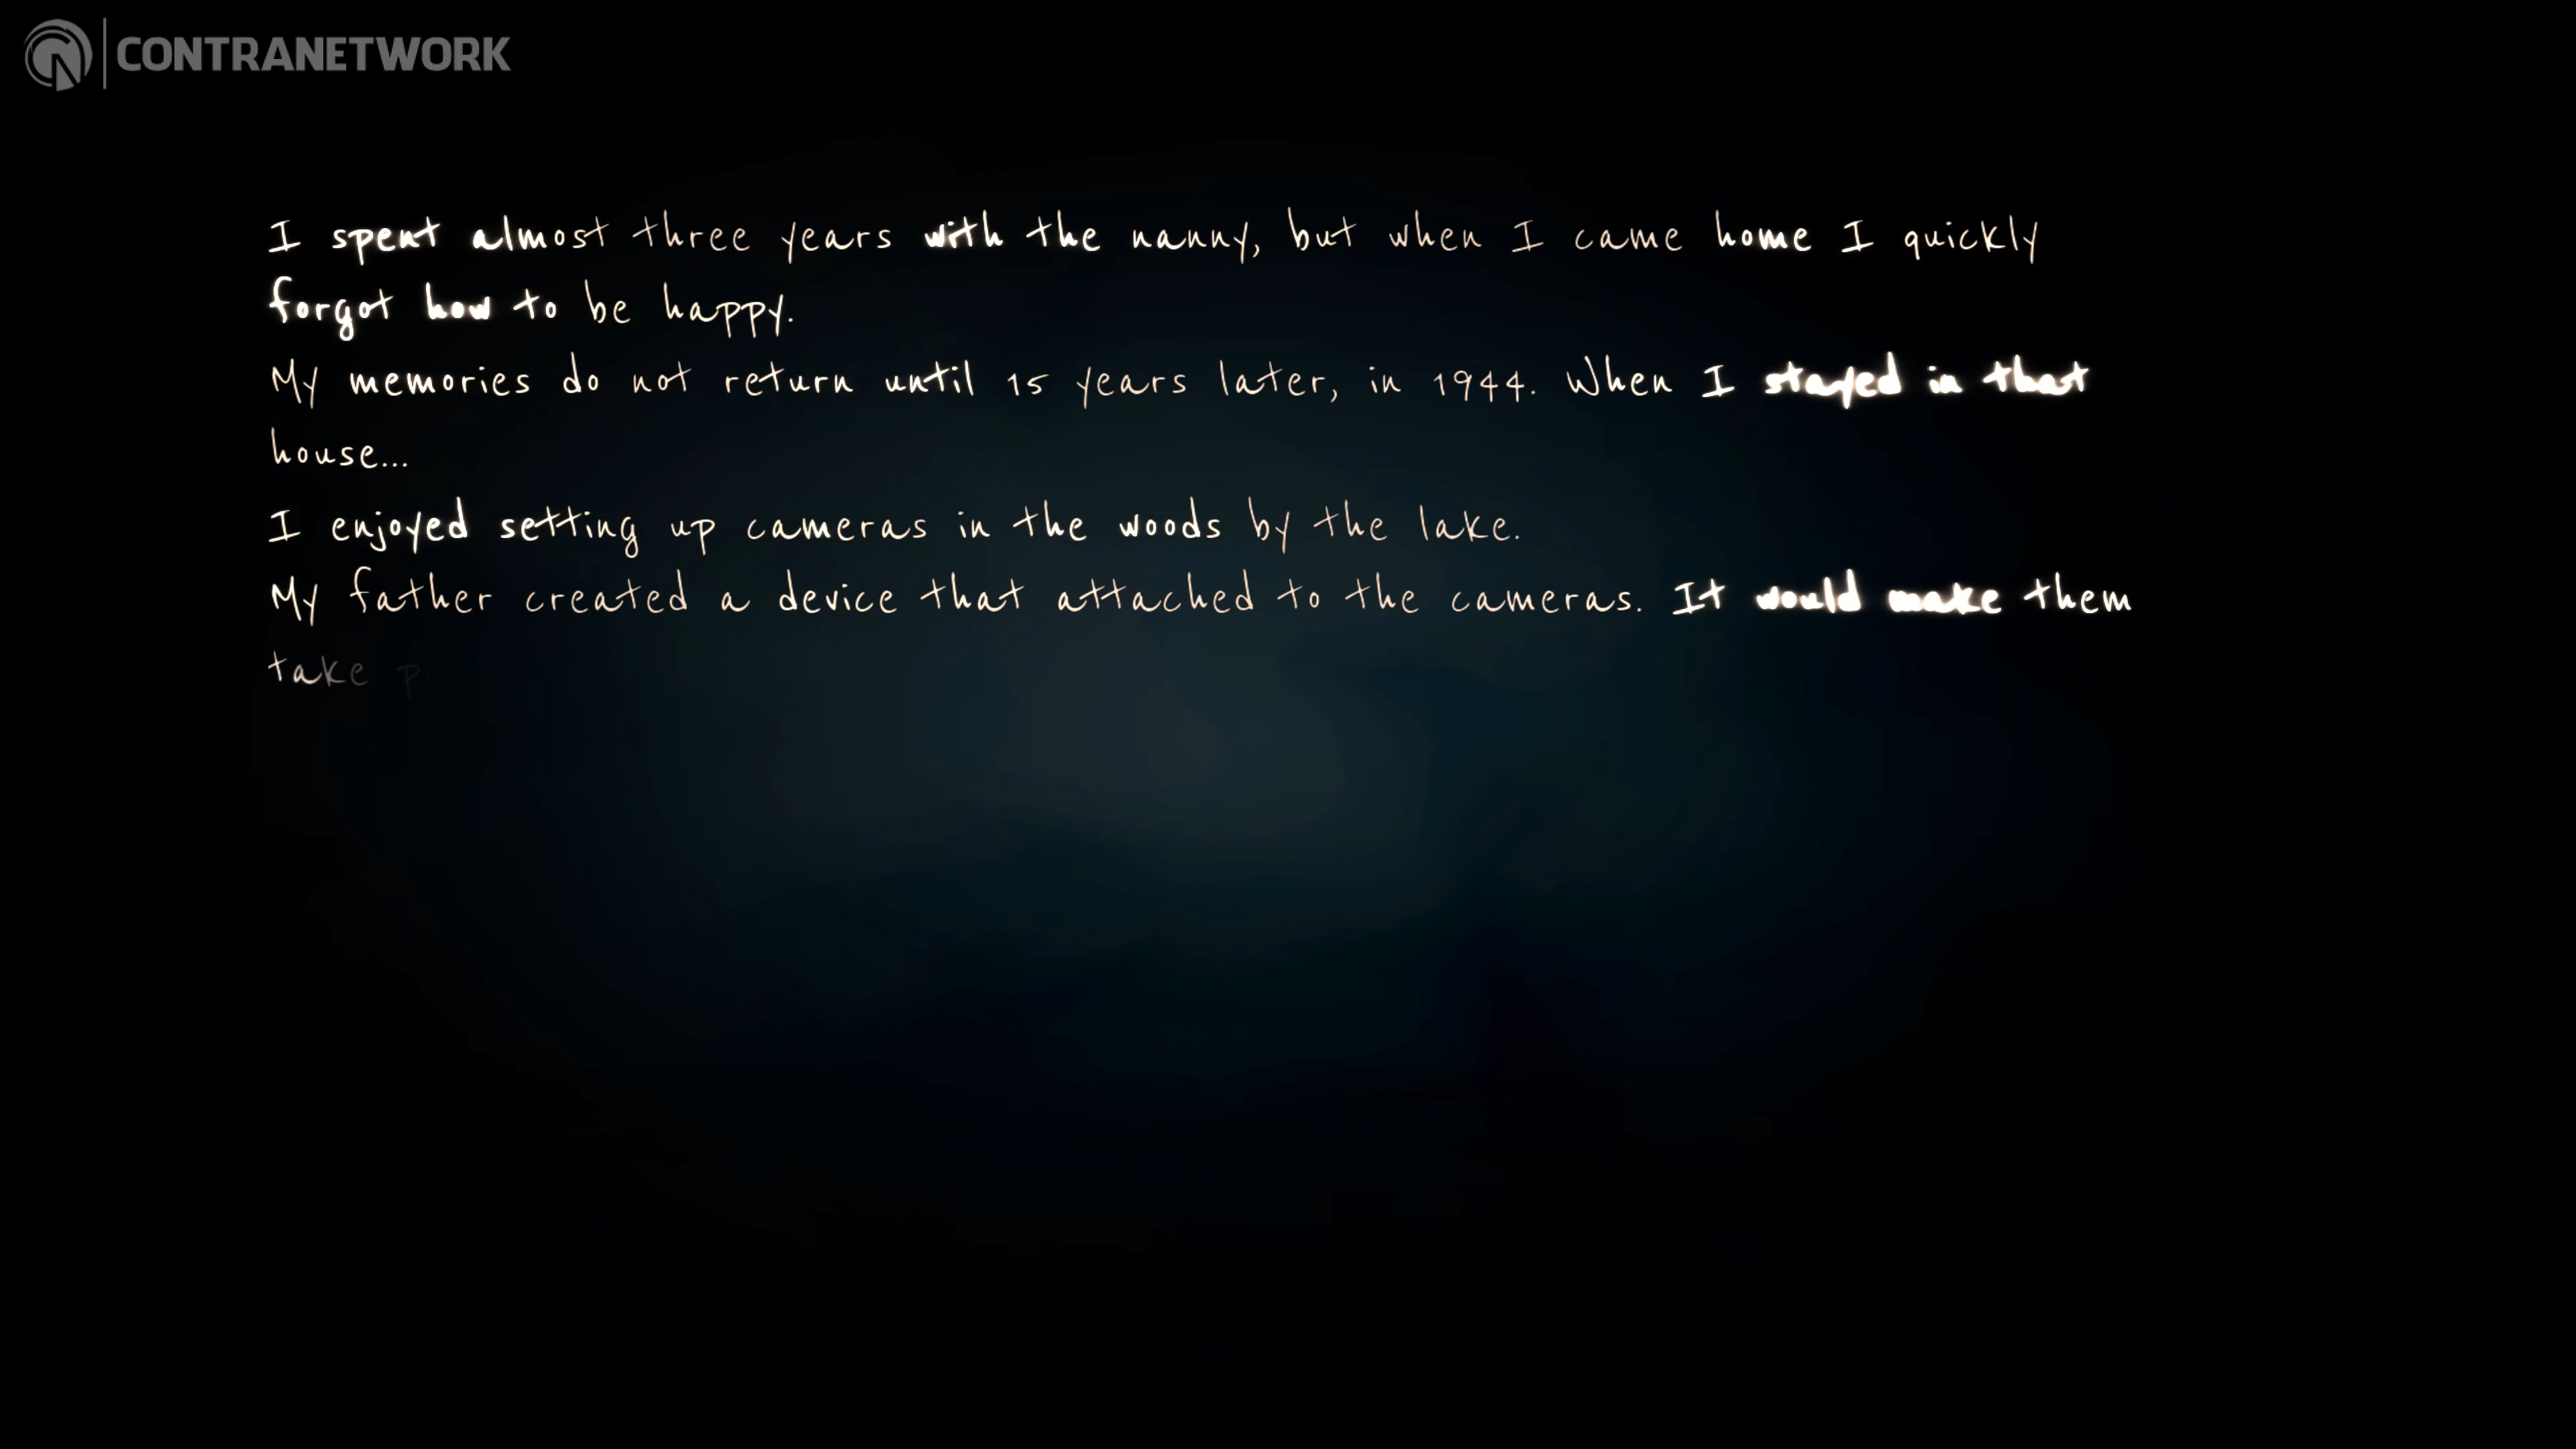 CONTRANETWORK
I spent almost three years with the nanny, but when I came home I quickly
forgot how to be happy.
My memories do not return until 15 years later, in 1944. When I stayed in that
house...
I enjoyed setting up cameras in the woods by the lake.
My father created a device that attached to the cameras. It would make them
take p